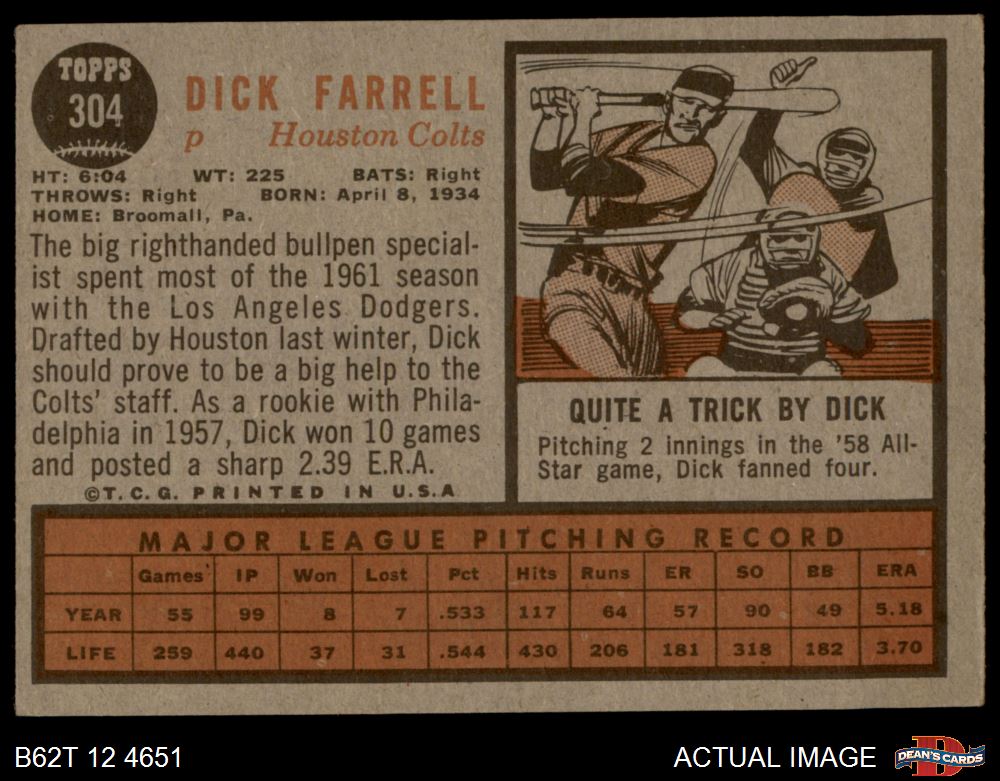 TOPPS
304
DICK FARRELL
p Houston Colts
HT: 6:04 WT: 225 BATS: Right
THROWS: Right BORN: April 8, 1934
HOME: Broomall, Pa.
The big righthanded bullpen special-
ist spent most of the 1961 season
with the Los Angeles Dodgers.
Drafted by Houston last winter, Dick
should prove to be a big help to the
Colts' staff. As a rookie with Phila-
delphia in 1957, Dick won 10 games
and posted a sharp 2.39 E.R.A.
©T.C.G. PRINTED IN U.S.A
QUITE A TRICK BY DICK
Pitching 2 innings in the '58 All-
Star game, Dick fanned four.
MAJOR LEAGUE PITCHING RECORD
Games IP Won Lost Pct Hits Runs ER SO BB ERA
YEAR 55 99 8 7 .533 117 64 57 90 49 5.18
LIFE 259 440 37 31 .544 430 206 181 318 182 3.70
B62T 12 4651
ACTUAL IMAGE
D
DEAN'S CARDS